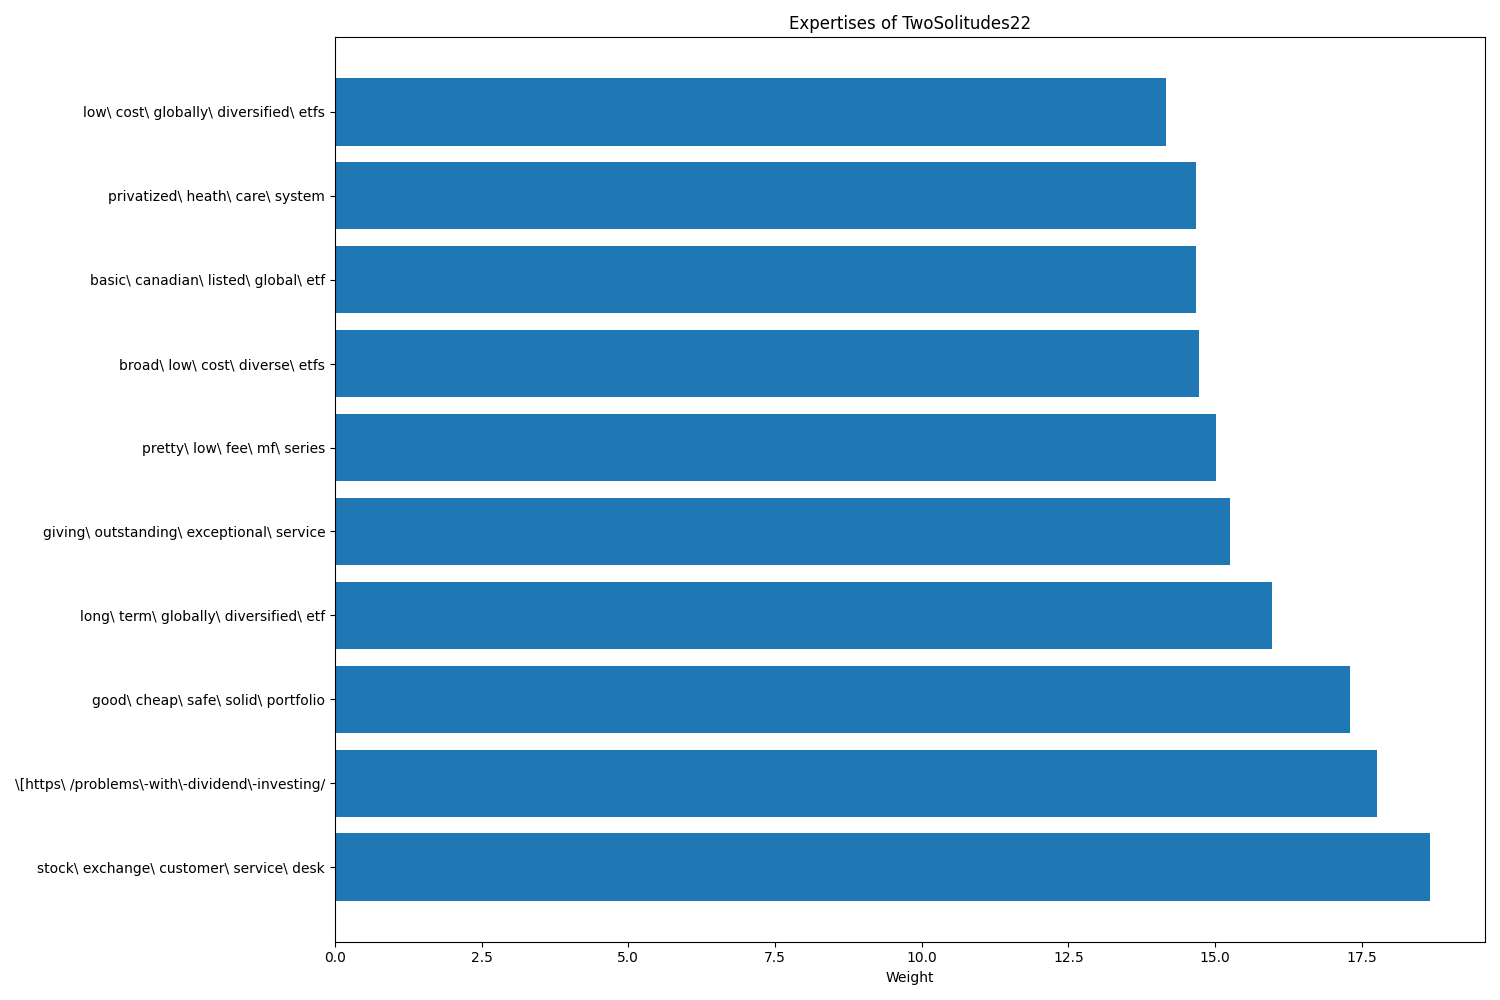 Expertises of TwoSolitudes22
low\ cost\ globally\ diversified\ etfs
privatized\ heath\ care\ system
basic\ canadian\ listed\ global\ etf
broad\ low\ cost\ diverse\ etfs
pretty\ low\ fee\ mf\ series
giving\ outstanding\ exceptional\ service
long\ term\ globally\ diversified\ etf
good\ cheap\ safe\ solid\ portfolio
\[https\ /problems\-with\-dividend\-investing/
stock\ exchange\ customer\ service\ desk
0.0 2.5 5.0 7.5 10.0 12.5 15.0 17.5
Weight